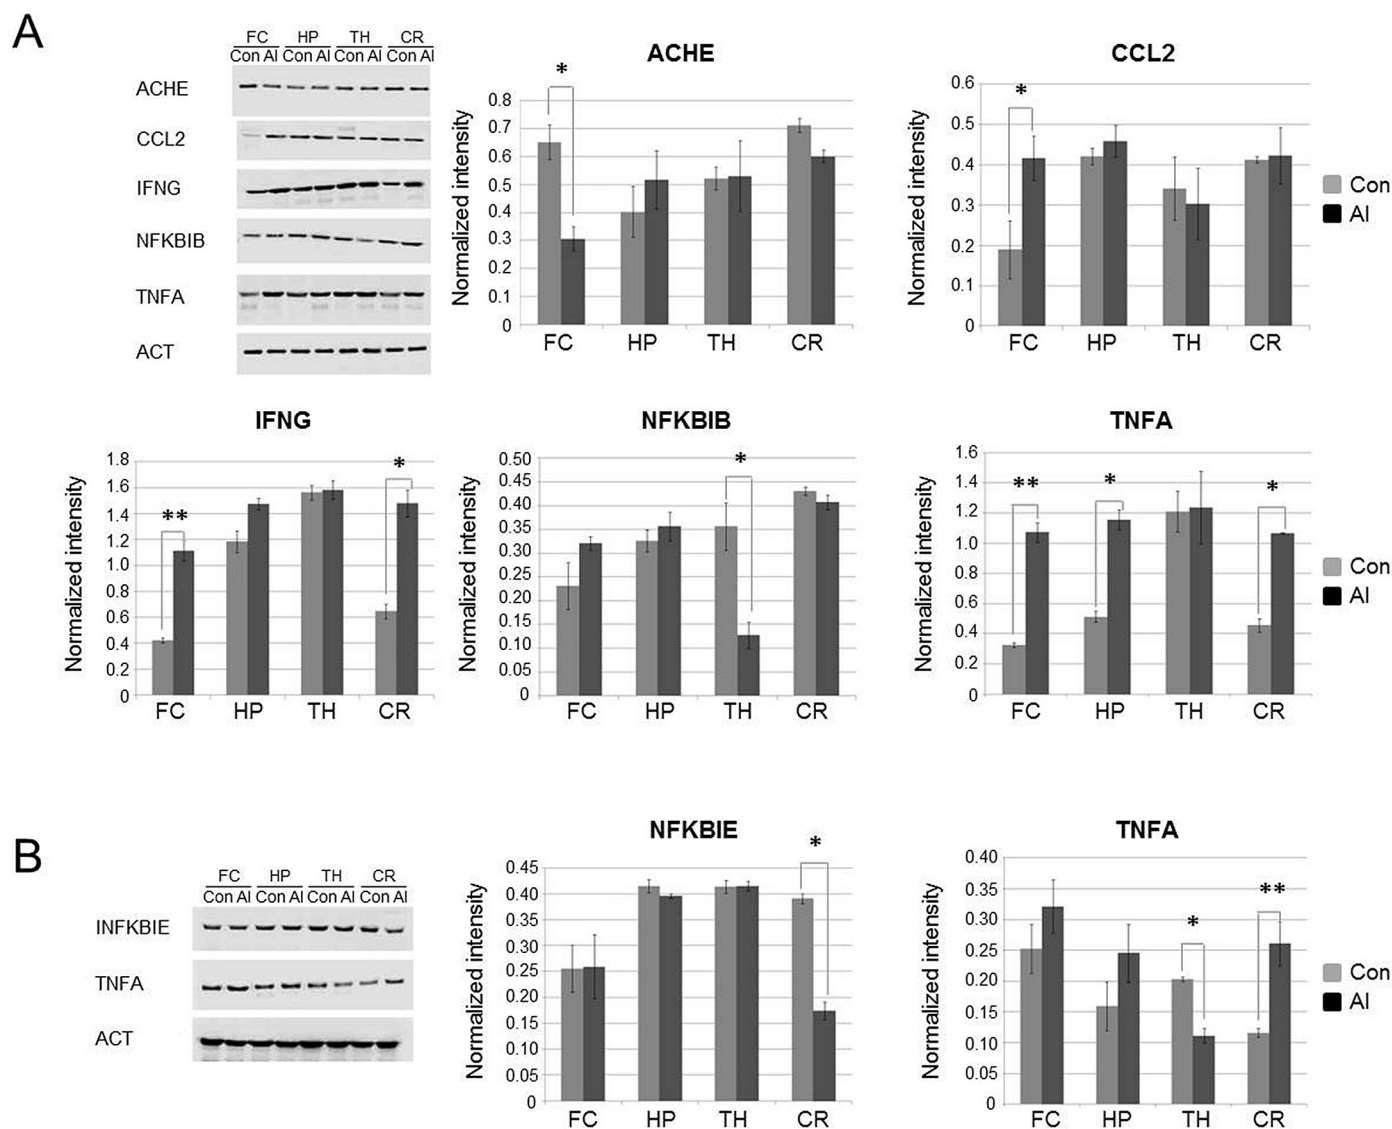 A
FC HP TH CR
Con Al Con Al Con Al Con Al
ACHE
CCL2
IFNG
NFKBIB
TNFA
ACT
ACHE
Normalized intensity
0.8
0.7
0.6
0.5
0.4
0.3
0.2
0.1
0
*
FC HP TH CR
CCL2
Normalized intensity
0.6
0.5
0.4
0.3
0.2
0.1
0
*
FC HP TH CR
Con
Al
IFNG
Normalized intensity
1.8
1.6
1.4
1.2
1.0
0.8
0.6
0.4
0.2
0
** *
FC HP TH CR
NFKBIB
Normalized intensity
0.50
0.45
0.40
0.35
0.30
0.25
0.20
0.15
0.10
0.05
0
*
FC HP TH CR
TNFA
Normalized intensity
1.6
1.4
1.2
1.0
0.8
0.6
0.4
0.2
0
** * *
FC HP TH CR
Con
Al
B
FC HP TH CR
Con Al Con Al Con Al Con Al
INFKBIE
TNFA
ACT
NFKBIE
Normalized intensity
0.45
0.40
0.35
0.30
0.25
0.20
0.15
0.10
0.05
0
*
FC HP TH CR
TNFA
Normalized intensity
0.40
0.35
0.30
0.25
0.20
0.15
0.10
0.05
0
* **
FC HP TH CR
Con
Al